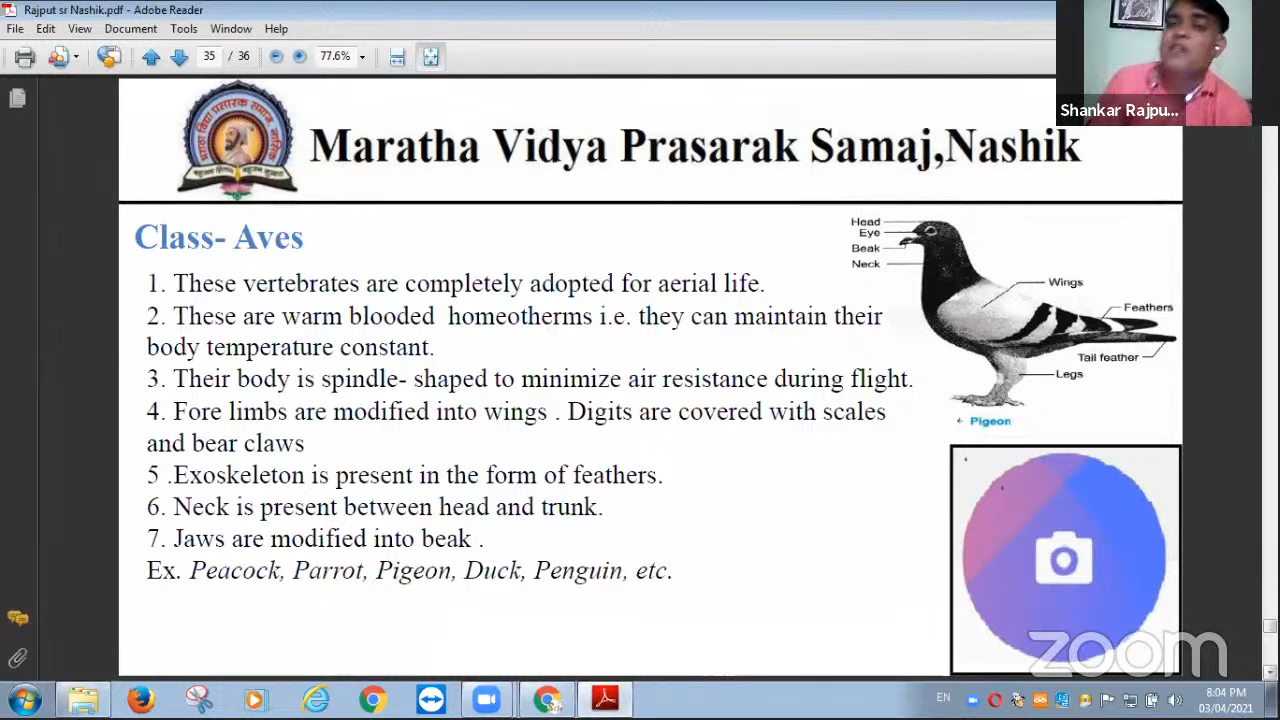 Rajput sr Nashik.pdf - Adobe Reader
File Edit View Document Tools Window Help
35 / 36 77.6%
Shankar Rajpu...
मराठा विद्या प्रसारक समाज नाशिक
Maratha Vidya Prasarak Samaj,Nashik
Class- Aves
1. These vertebrates are completely adopted for aerial life.
2. These are warm blooded homeotherms i.e. they can maintain their
body temperature constant.
3. Their body is spindle- shaped to minimize air resistance during flight.
4. Fore limbs are modified into wings . Digits are covered with scales
and bear claws
5 .Exoskeleton is present in the form of feathers.
6. Neck is present between head and trunk.
7. Jaws are modified into beak .
Ex. Peacock, Parrot, Pigeon, Duck, Penguin, etc.
Head
Eye
Beak
Neck
Wings
Feathers
Tail feather
Legs
Pigeon
zoom
EN
8:04 PM
03/04/2021